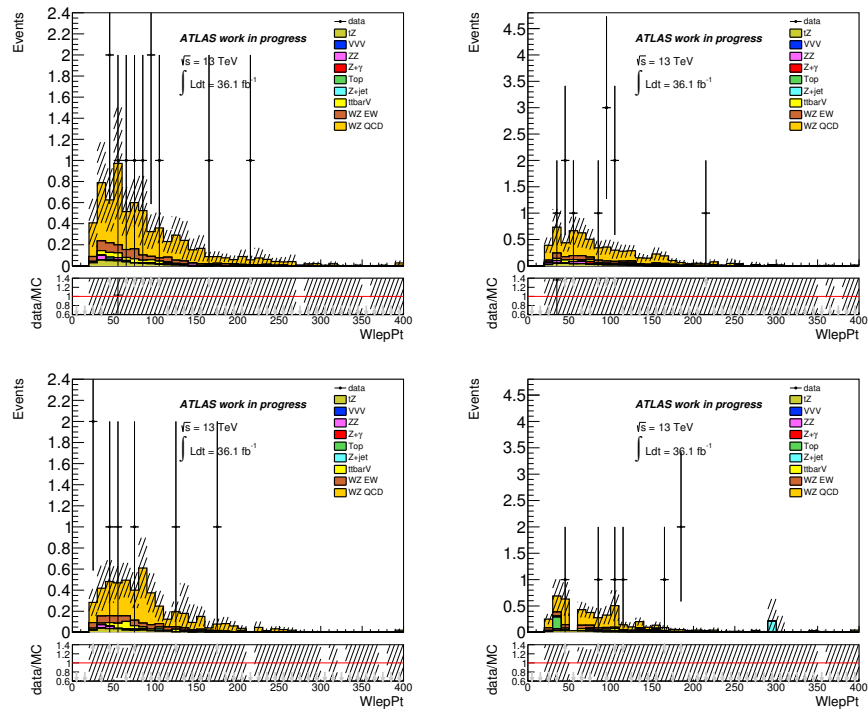 Events
2.4
2.2
2
1.8
1.6
1.4
1.2
1
0.8
0.6
0.4
0.2
0
ATLAS work in progress
√s = 13 TeV
∫ Ldt = 36.1 fb⁻¹
data
tZ
VVV
ZZ
Z+γ
Top
Z+jet
ttbarV
WZ EW
WZ QCD
data/MC
1.4
1.2
1
0.8
0.6
0 50 100 150 200 250 300 350 400
WlepPt
Events
4.5
4
3.5
3
2.5
2
1.5
1
0.5
0
ATLAS work in progress
√s = 13 TeV
∫ Ldt = 36.1 fb⁻¹
data
tZ
VVV
ZZ
Z+γ
Top
Z+jet
ttbarV
WZ EW
WZ QCD
data/MC
1.4
1.2
1
0.8
0.6
0 50 100 150 200 250 300 350 400
WlepPt
Events
2.4
2.2
2
1.8
1.6
1.4
1.2
1
0.8
0.6
0.4
0.2
0
ATLAS work in progress
√s = 13 TeV
∫ Ldt = 36.1 fb⁻¹
data
tZ
VVV
ZZ
Z+γ
Top
Z+jet
ttbarV
WZ EW
WZ QCD
data/MC
1.4
1.2
1
0.8
0.6
0 50 100 150 200 250 300 350 400
WlepPt
Events
4.5
4
3.5
3
2.5
2
1.5
1
0.5
0
ATLAS work in progress
√s = 13 TeV
∫ Ldt = 36.1 fb⁻¹
data
tZ
VVV
ZZ
Z+γ
Top
Z+jet
ttbarV
WZ EW
WZ QCD
data/MC
1.4
1.2
1
0.8
0.6
0 50 100 150 200 250 300 350 400
WlepPt